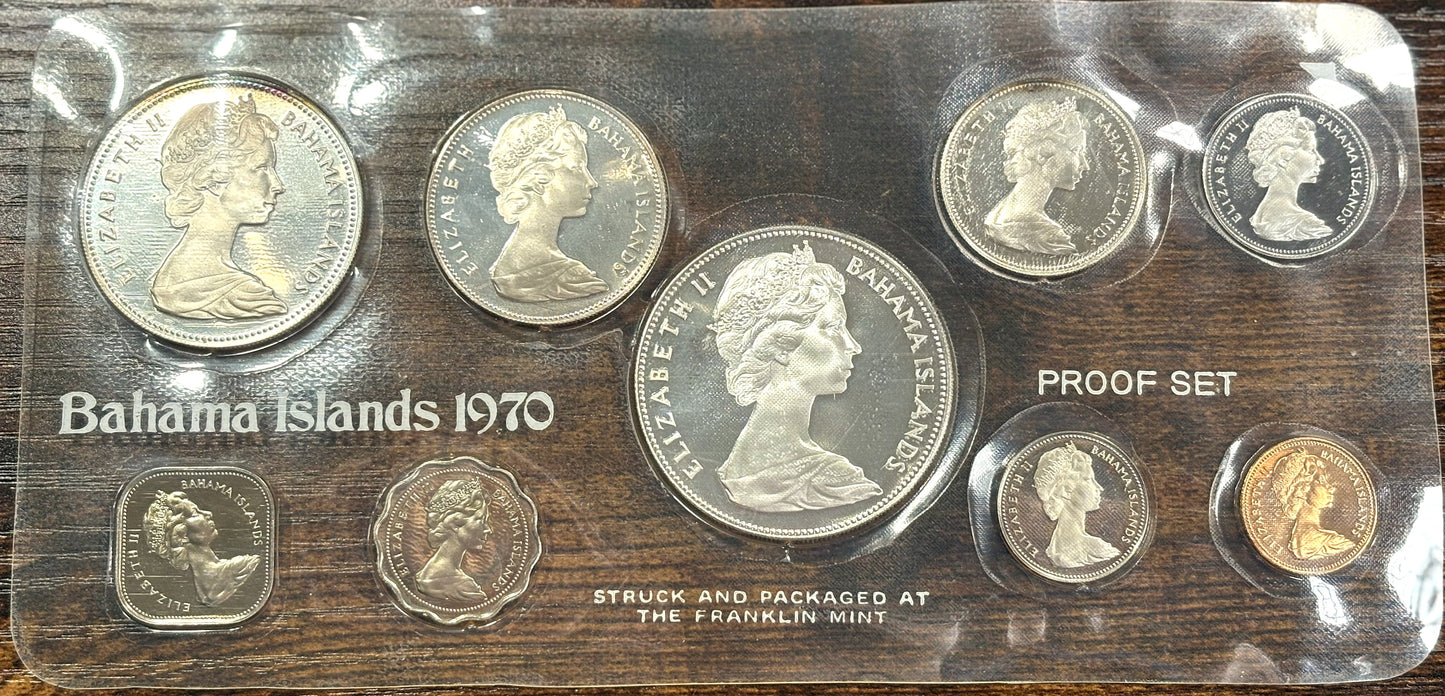 ELIZABETH II BAHAMA ISLANDS
ELIZABETH II BAHAMA ISLANDS
ELIZABETH II BAHAMA ISLANDS
ELIZABETH II BAHAMA ISLANDS
ELIZABETH II BAHAMA ISLANDS
Bahama Islands 1970
PROOF SET
ELIZABETH II BAHAMA ISLANDS
ELIZABETH II BAHAMA ISLANDS
ELIZABETH II BAHAMA ISLANDS
ELIZABETH II BAHAMA ISLANDS
STRUCK AND PACKAGED AT
THE FRANKLIN MINT